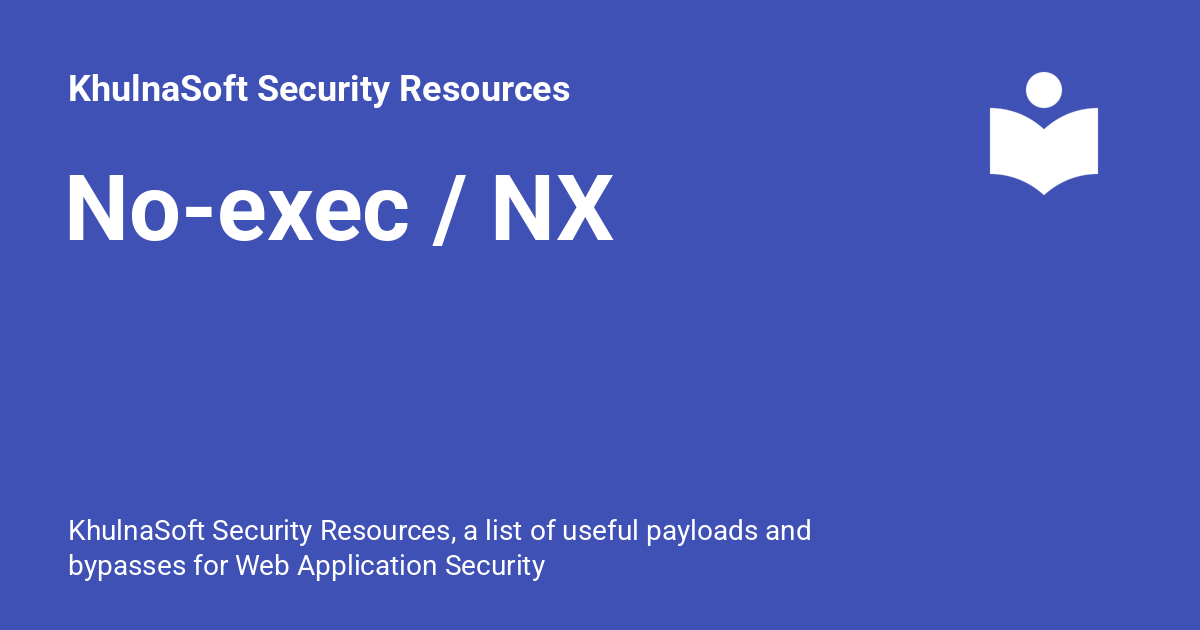 KhulnaSoft Security Resources
No-exec / NX
KhulnaSoft Security Resources, a list of useful payloads and
bypasses for Web Application Security